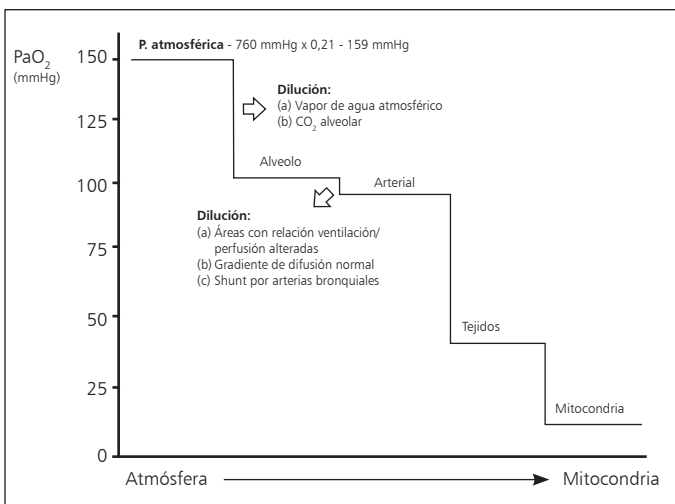 PaO2
(mmHg)
P. atmosférica - 760 mmHg x 0,21 - 159 mmHg
150
Dilución:
(a) Vapor de agua atmosférico
(b) CO2 alveolar
125
Alveolo
Arterial
100
Dilución:
(a) Áreas con relación ventilación/
perfusión alteradas
(b) Gradiente de difusión normal
(c) Shunt por arterias bronquiales
75
50
Tejidos
25
Mitocondria
0
Atmósfera
Mitocondria